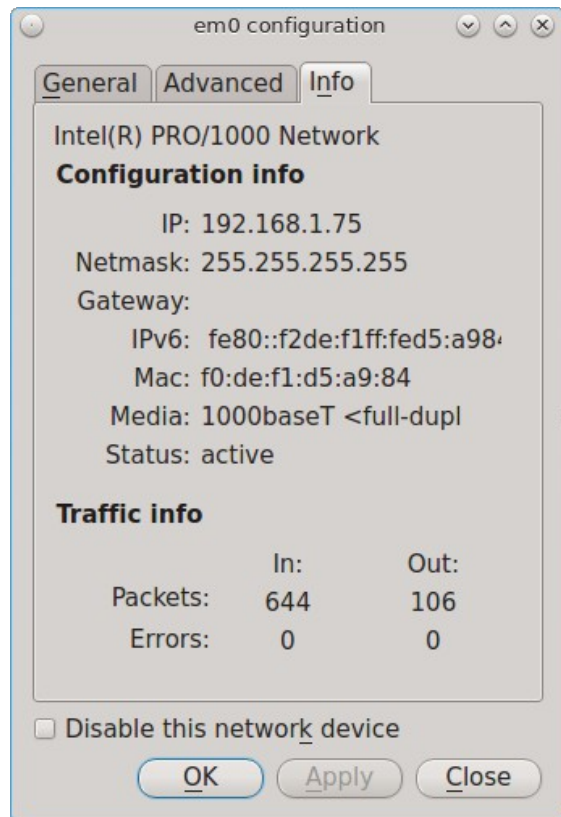 em0 configuration
General Advanced Info
Intel(R) PRO/1000 Network
Configuration info
IP: 192.168.1.75
Netmask: 255.255.255.255
Gateway:
IPv6: fe80::f2de:f1ff:fed5:a984
Mac: f0:de:f1:d5:a9:84
Media: 1000baseT <full-dupl
Status: active
Traffic info
In: Out:
Packets: 644 106
Errors: 0 0
Disable this network device
OK Apply Close